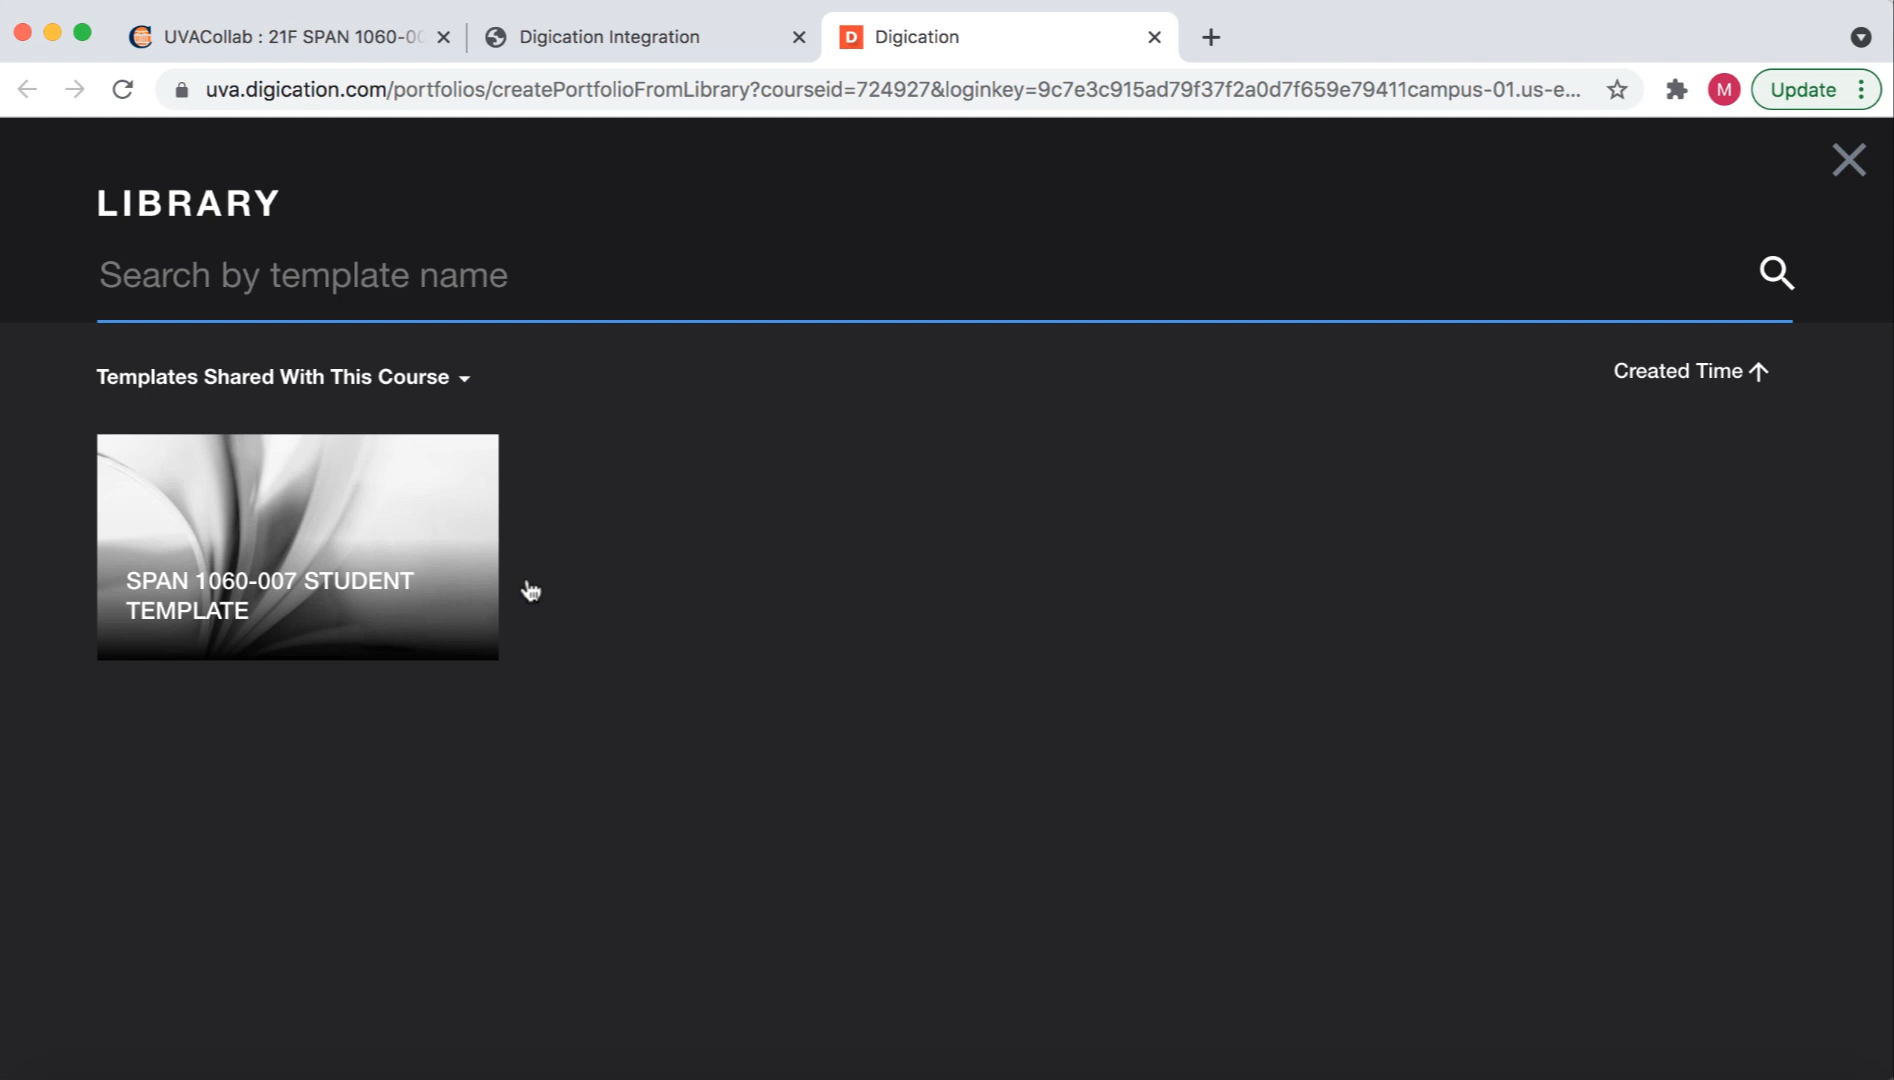 UVACollab : 21F SPAN 1060-00
Digication Integration
D
Digication
uva.digication.com/portfolios/createPortfolioFromLibrary?courseid=724927&loginkey=9c7e3c915ad79f37f2a0d7f659e79411campus-01.us-e...
M
Update
LIBRARY
Search by template name
Templates Shared With This Course
Created Time
SPAN 1060-007 STUDENT
TEMPLATE